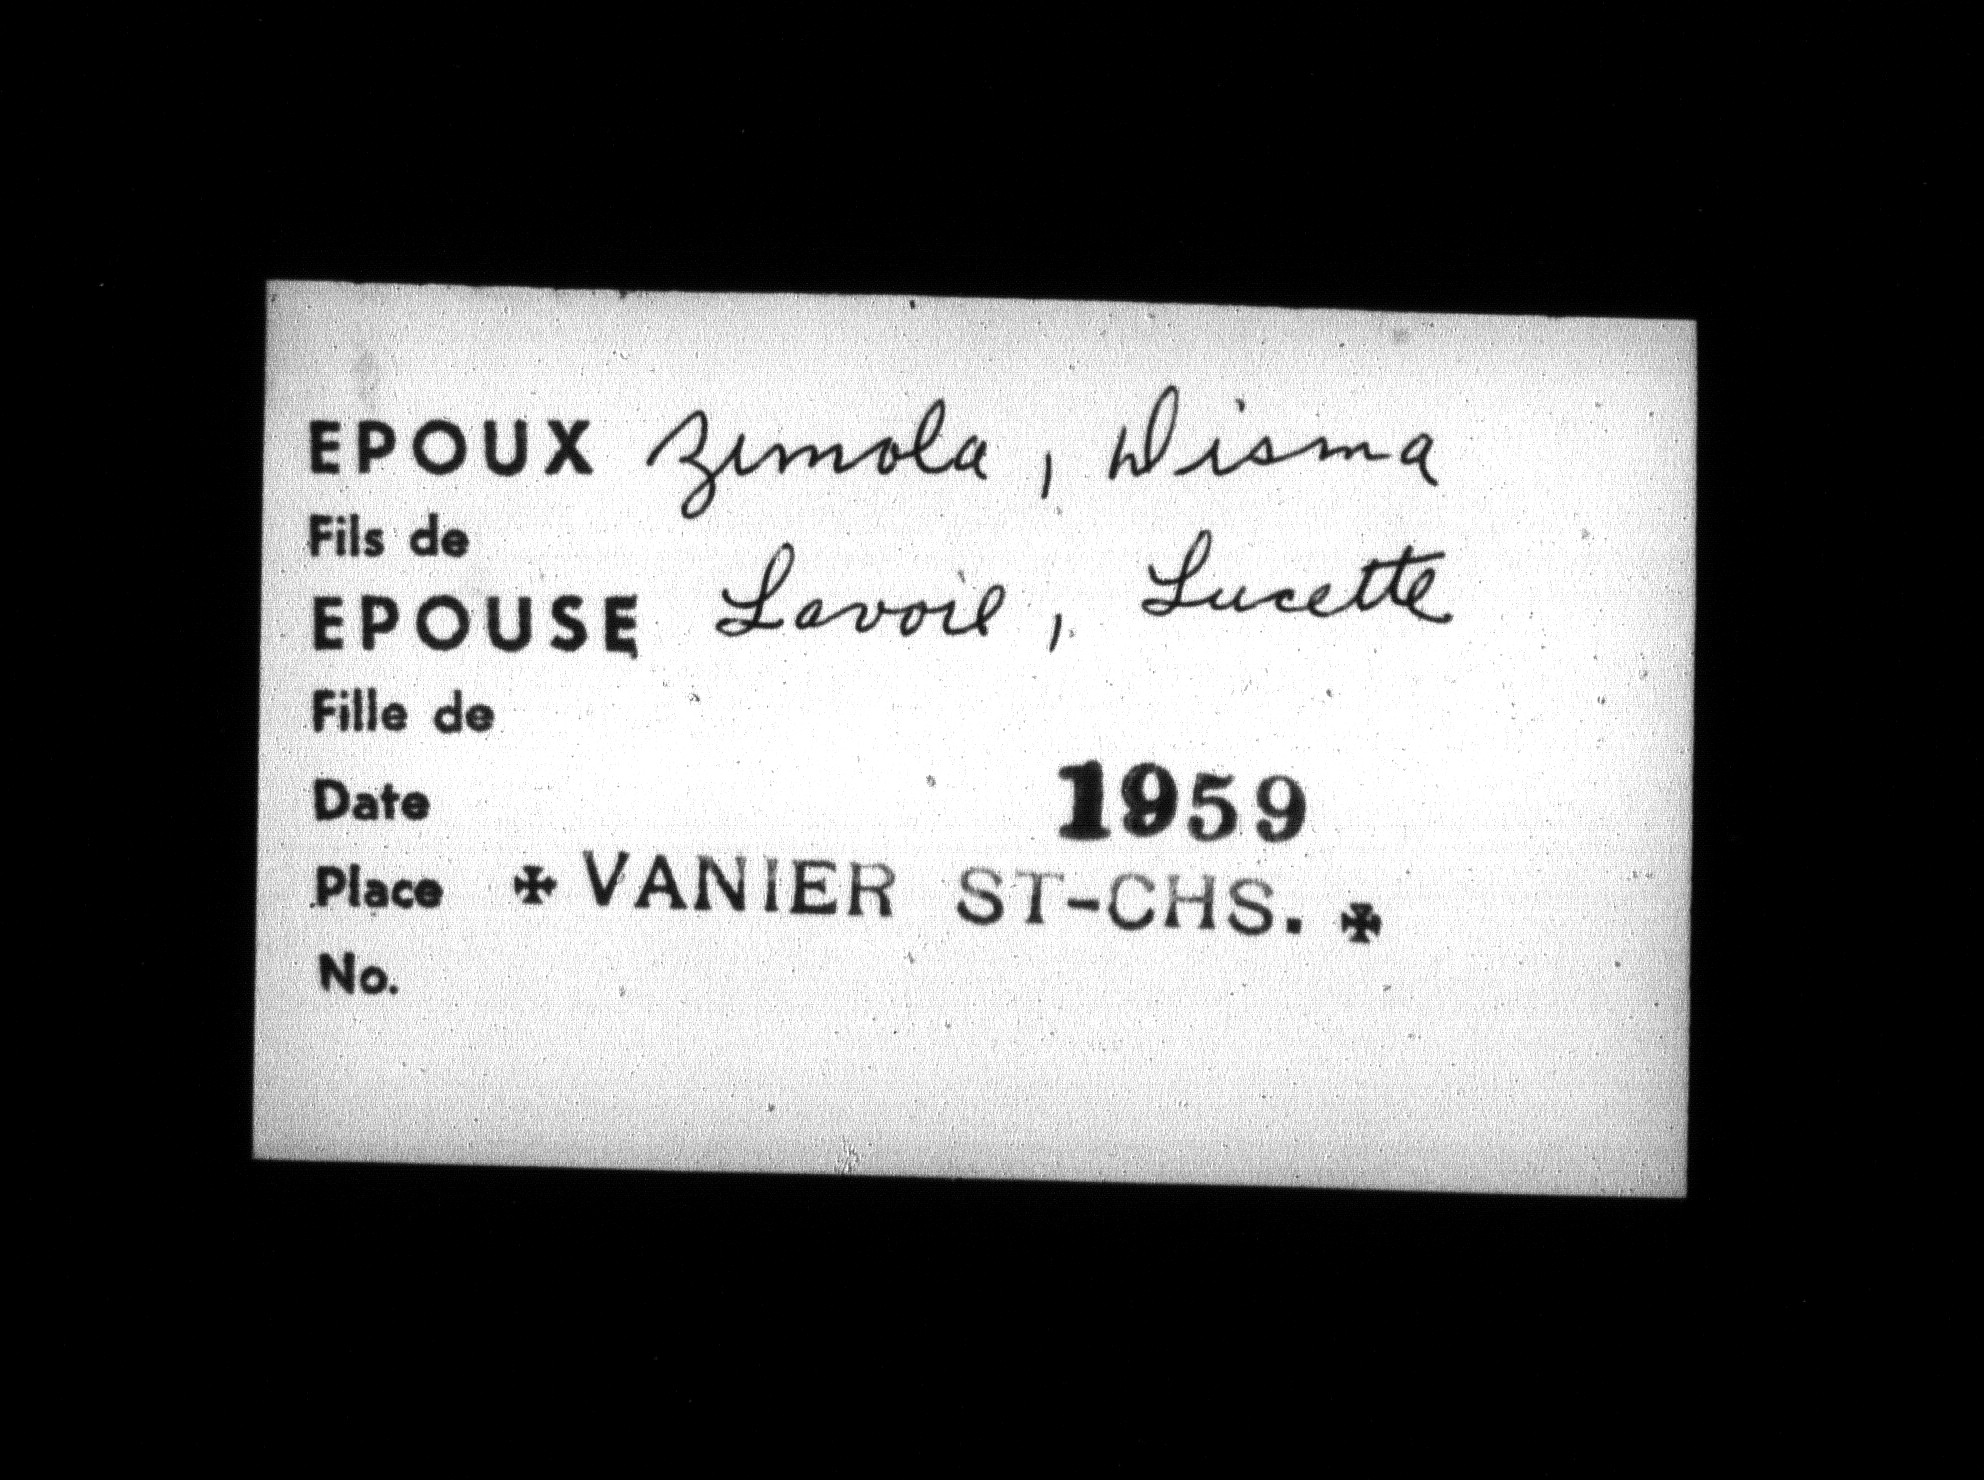 EPOUX Zimola, Disma
Fils de
EPOUSE Lavoie, Lucette
Fille de
Date 1959
Place ✠ VANIER ST-CHS. ✠
No.